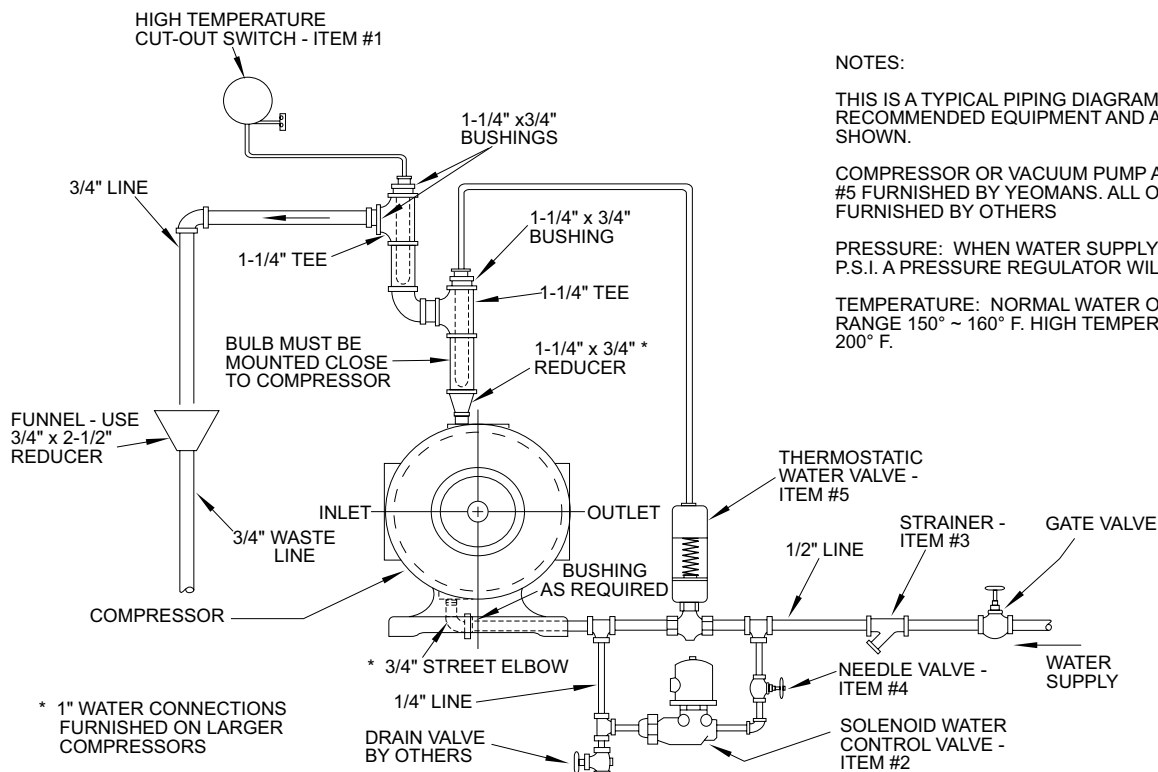 HIGH TEMPERATURE
CUT-OUT SWITCH - ITEM #1
1-1/4" x3/4"
BUSHINGS
3/4" LINE
1-1/4" TEE
1-1/4" x 3/4"
BUSHING
1-1/4" TEE
BULB MUST BE
MOUNTED CLOSE
TO COMPRESSOR
1-1/4" x 3/4" *
REDUCER
FUNNEL - USE
3/4" x 2-1/2"
REDUCER
INLET
OUTLET
3/4" WASTE
LINE
COMPRESSOR
BUSHING
AS REQUIRED
* 3/4" STREET ELBOW
1/4" LINE
DRAIN VALVE
BY OTHERS
* 1" WATER CONNECTIONS
FURNISHED ON LARGER
COMPRESSORS
THERMOSTATIC
WATER VALVE -
ITEM #5
1/2" LINE
STRAINER -
ITEM #3
GATE VALVE
WATER
SUPPLY
NEEDLE VALVE -
ITEM #4
SOLENOID WATER
CONTROL VALVE -
ITEM #2
NOTES:
THIS IS A TYPICAL PIPING DIAGRAM
RECOMMENDED EQUIPMENT AND
SHOWN.
COMPRESSOR OR VACUUM PUMP
#5 FURNISHED BY YEOMANS. ALL
FURNISHED BY OTHERS
PRESSURE: WHEN WATER SUPPLY
P.S.I. A PRESSURE REGULATOR
TEMPERATURE: NORMAL WATER
RANGE 150° ~ 160° F. HIGH
200° F.